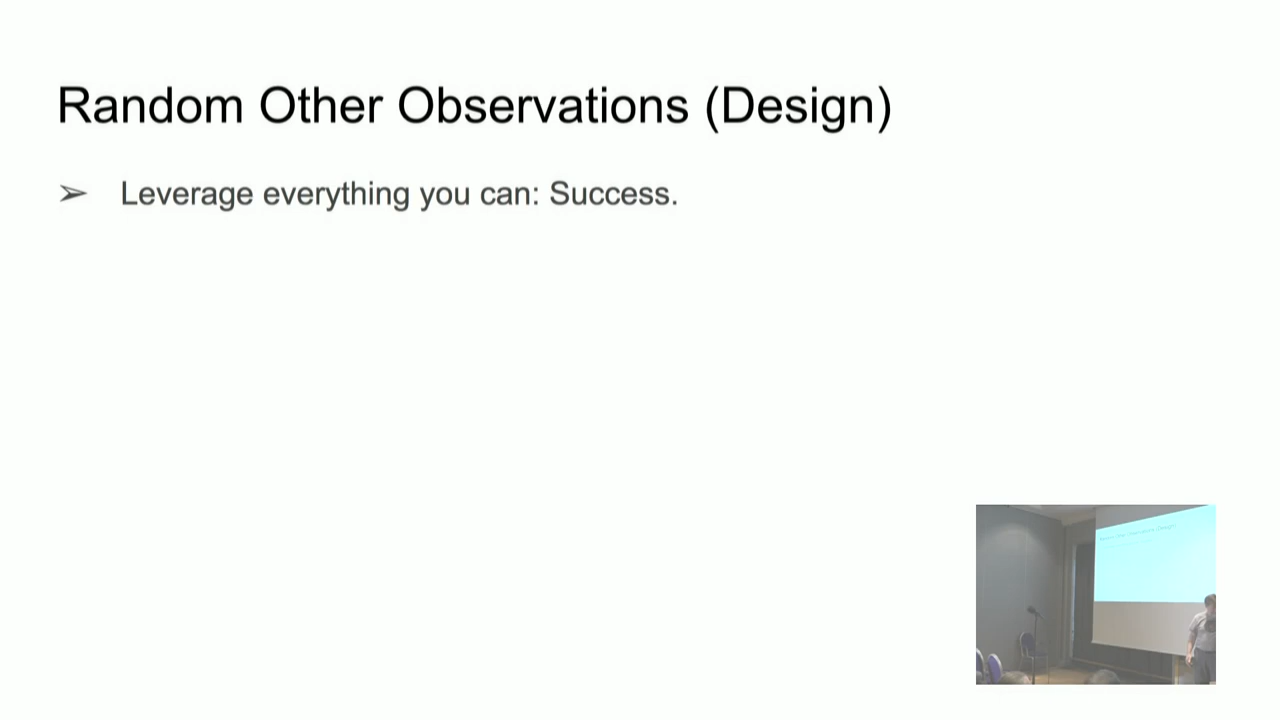 Random Other Observations (Design)
➢ Leverage everything you can: Success.